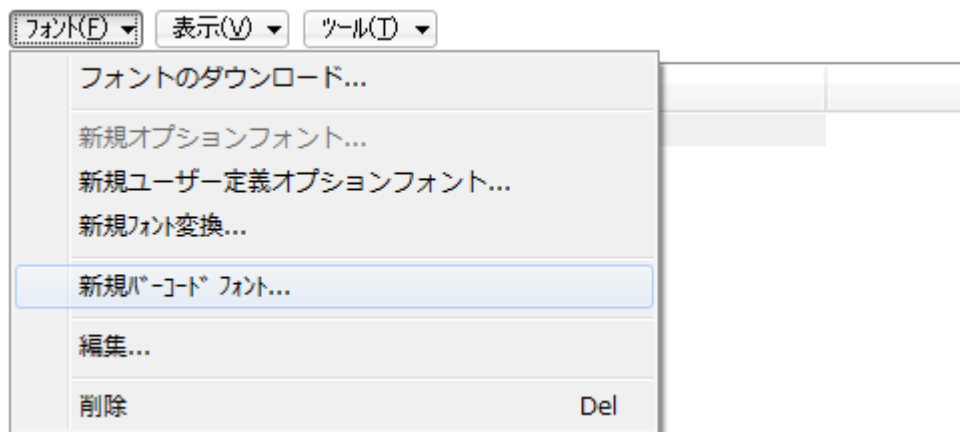 ﾌｫﾝﾄ(F) 表示(V) ﾂｰﾙ(T)
フォントのダウンロード...
新規オプションフォント...
新規ユーザー定義オプションフォント...
新規ﾌｫﾝﾄ変換...
新規ﾊﾞｰｺｰﾄﾞ ﾌｫﾝﾄ...
編集...
削除 Del